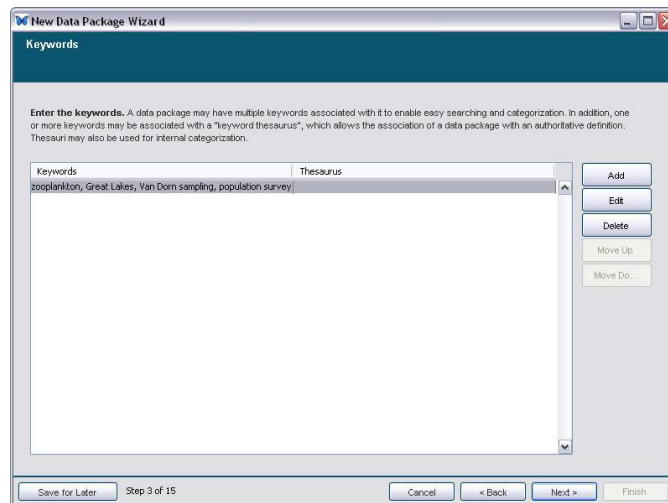 New Data Package Wizard
Keywords
Enter the keywords. A data package may have multiple keywords associated with it to enable easy searching and categorization. In addition, one
or more keywords may be associated with a "keyword thesaurus", which allows the association of a data package with an authoritative definition.
Thesauri may also be used for internal categorization.
Keywords Thesaurus
zooplankton, Great Lakes, Van Dorn sampling, population survey
Add
Edit
Delete
Move Up
Move Do...
Save for Later Step 3 of 15 Cancel < Back Next > Finish